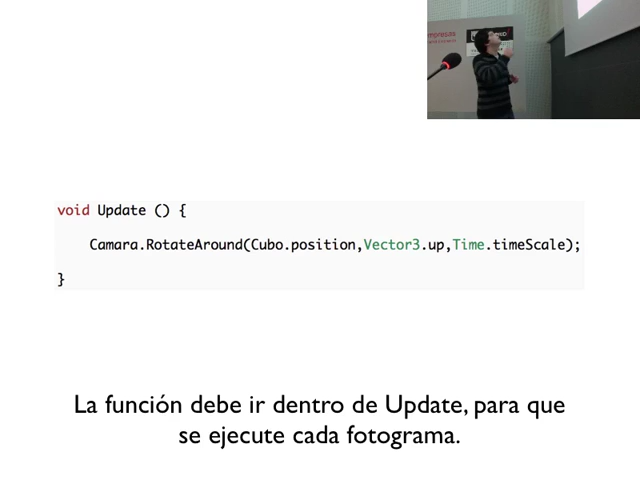 mpresas
void Update () {
Camara.RotateAround(Cubo.position,Vector3.up,Time.timeScale);
}
La función debe ir dentro de Update, para que
se ejecute cada fotograma.